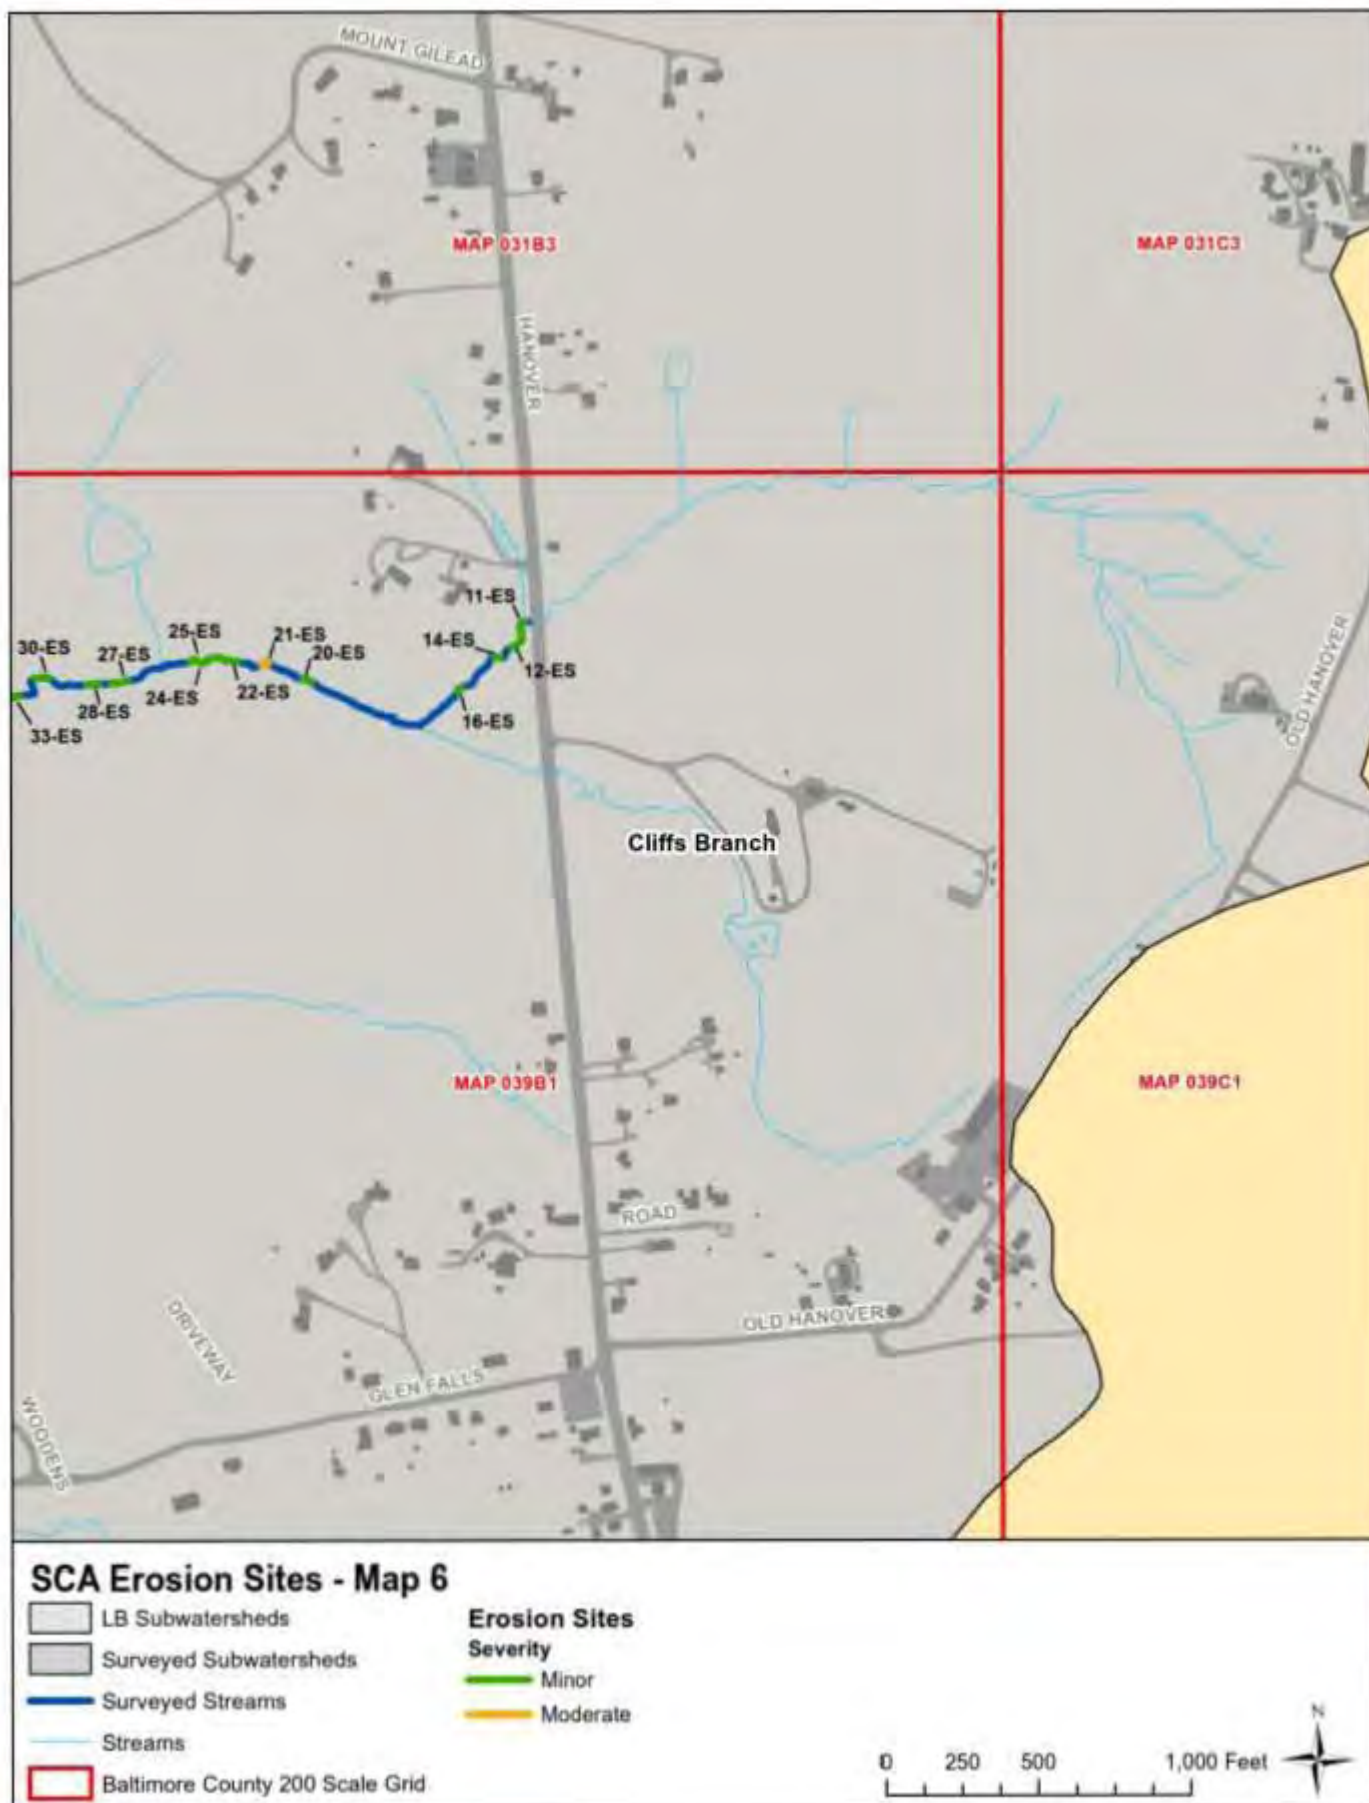 MOUNT GILEAD
MAP 031B3
MAP 031C3
HANOVER
11-ES
14-ES
12-ES
25-ES
21-ES
20-ES
30-ES
27-ES
24-ES
22-ES
28-ES
16-ES
33-ES
OLD HANOVER
Cliffs Branch
MAP 039B1
MAP 039C1
ROAD
OLD HANOVER
DRIVEWAY
GLEN FALLS
WOODENS
SCA Erosion Sites - Map 6
LB Subwatersheds
Surveyed Subwatersheds
Surveyed Streams
Streams
Baltimore County 200 Scale Grid
Erosion Sites
Severity
Minor
Moderate
N
0 250 500 1,000 Feet